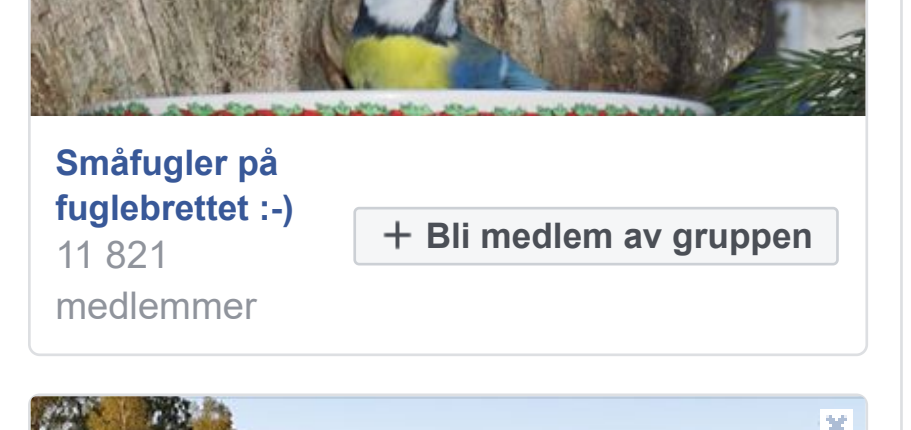 Småfugler på
fuglebrettet :-)
11 821
medlemmer
+ Bli medlem av gruppen